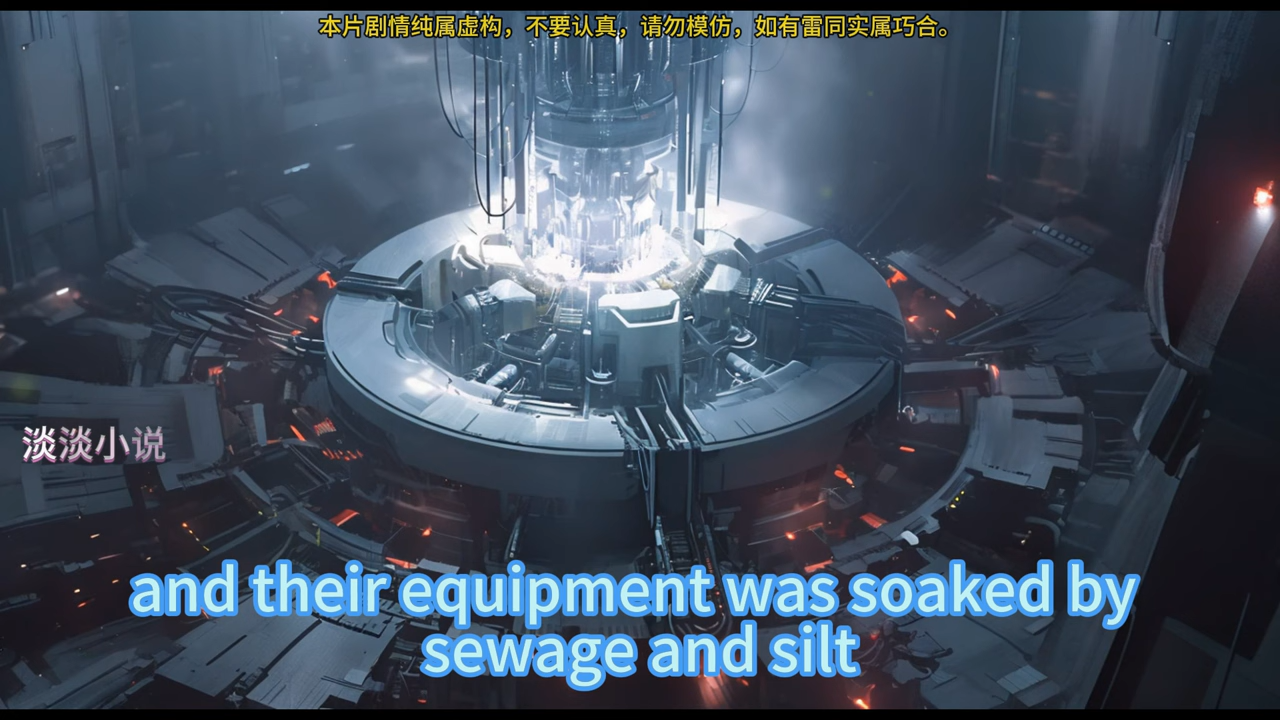 本片剧情纯属虚构，不要认真，请勿模仿，如有雷同实属巧合。
淡淡小说
and their equipment was soaked by
sewage and silt